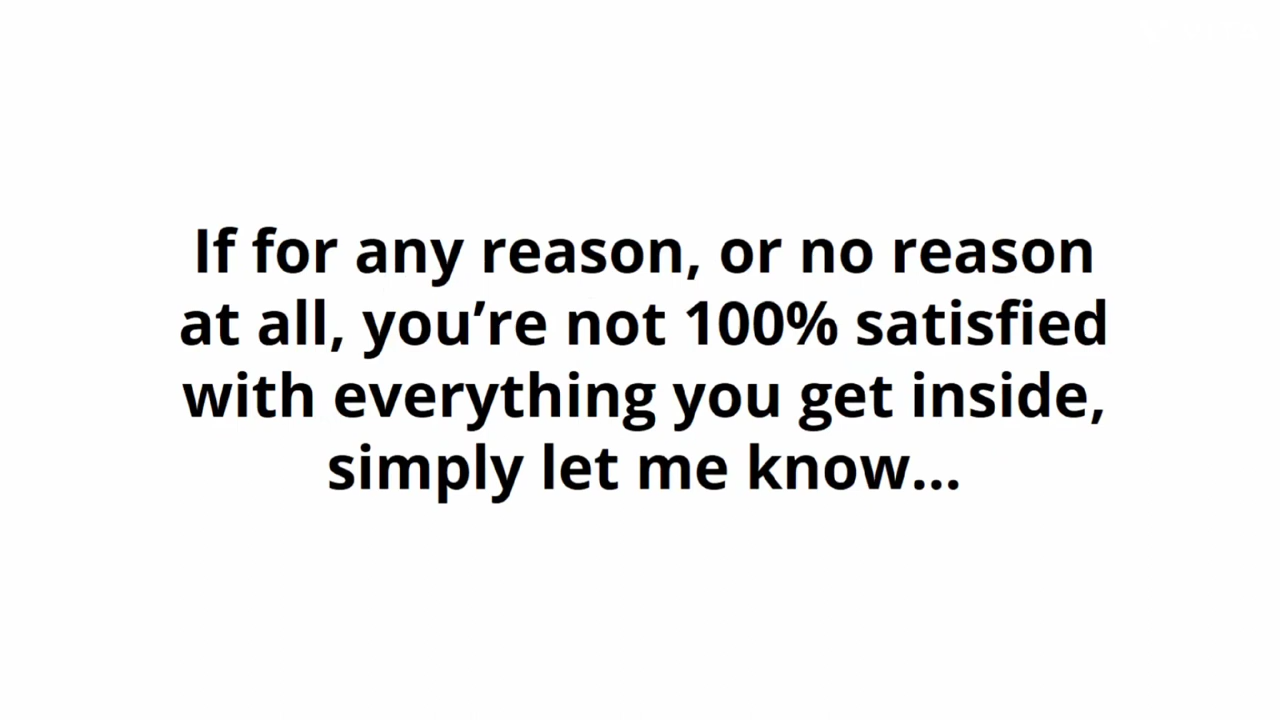 If for any reason, or no reason
at all, you’re not 100% satisfied
with everything you get inside,
simply let me know...